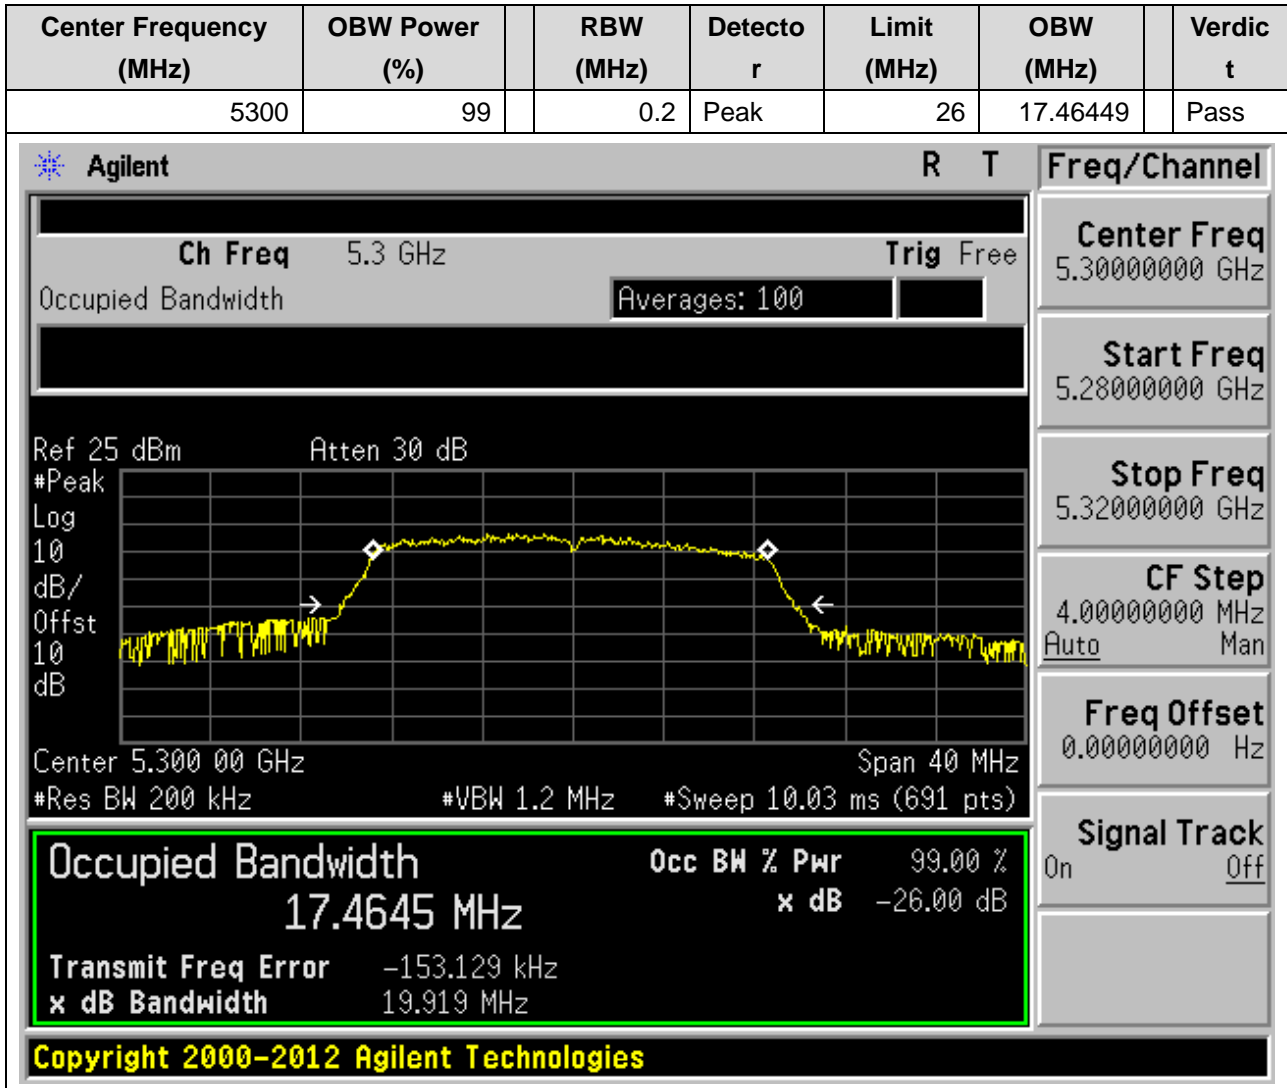 Center Frequency OBW Power RBW Detecto Limit OBW Verdic
(MHz) (%) (MHz) r (MHz) (MHz) t
5300 99 0.2 Peak 26 17.46449 Pass
Agilent R T Freq/Channel
Ch Freq 5.3 GHz Trig Free
Occupied Bandwidth Averages: 100
Center Freq
5.30000000 GHz
Start Freq
5.28000000 GHz
Stop Freq
5.32000000 GHz
CF Step
4.00000000 MHz
Auto Man
Freq Offset
0.00000000 Hz
Signal Track
On Off
Ref 25 dBm Atten 30 dB
#Peak
Log
10
dB/
Offst
10
dB
Center 5.300 00 GHz Span 40 MHz
#Res BW 200 kHz #VBW 1.2 MHz #Sweep 10.03 ms (691 pts)
Occupied Bandwidth Occ BW % Pwr 99.00 %
17.4645 MHz x dB -26.00 dB
Transmit Freq Error -153.129 kHz
x dB Bandwidth 19.919 MHz
Copyright 2000-2012 Agilent Technologies